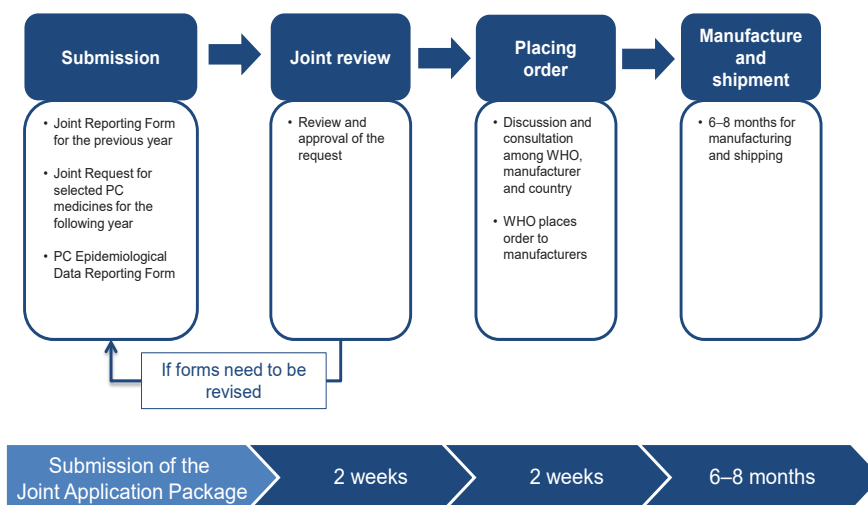 Submission
Joint review
Placing
order
Manufacture
and
shipment
• Joint Reporting Form
for the previous year
• Joint Request for
selected PC
medicines for the
following year
• PC Epidemiological
Data Reporting Form
• Review and
approval of the
request
• Discussion and
consultation
among WHO,
manufacturer
and country
• WHO places
order to
manufacturers
• 6–8 months for
manufacturing
and shipping
If forms need to be
revised
Submission of the
Joint Application Package
2 weeks
2 weeks
6–8 months